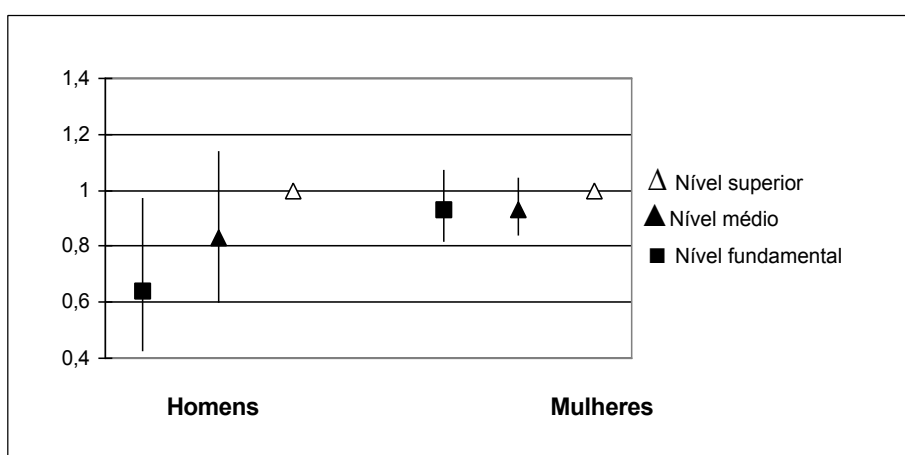 1,4
1,2
1
0,8
0,6
0,4
Nível superior
Nível médio
Nível fundamental
Homens
Mulheres